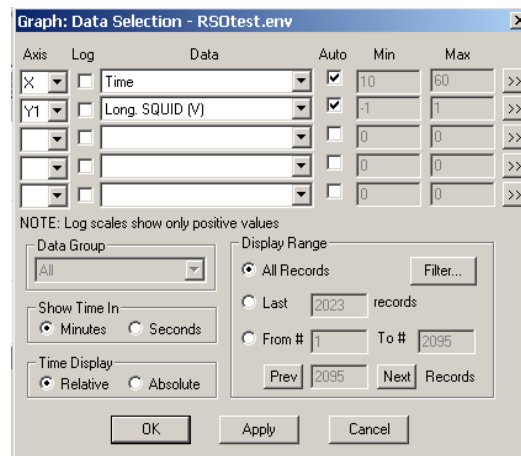 Graph: Data Selection - RSOtest.env
Axis Log Data Auto Min Max
X Time 10 60 >>
Y1 Long. SQUID (V) -1 1 >>
0 0 >>
0 0 >>
0 0 >>
NOTE: Log scales show only positive values
Data Group
All
Show Time In
Minutes Seconds
Time Display
Relative Absolute
Display Range
All Records Filter...
Last 2023 records
From # 1 To # 2095
Prev 2095 Next Records
OK Apply Cancel